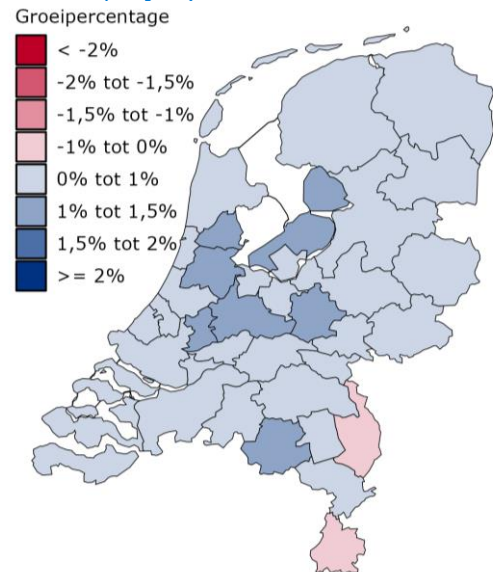 Groeipercentage
< -2%
-2% tot -1,5%
-1,5% tot -1%
-1% tot 0%
0% tot 1%
1% tot 1,5%
1,5% tot 2%
>= 2%